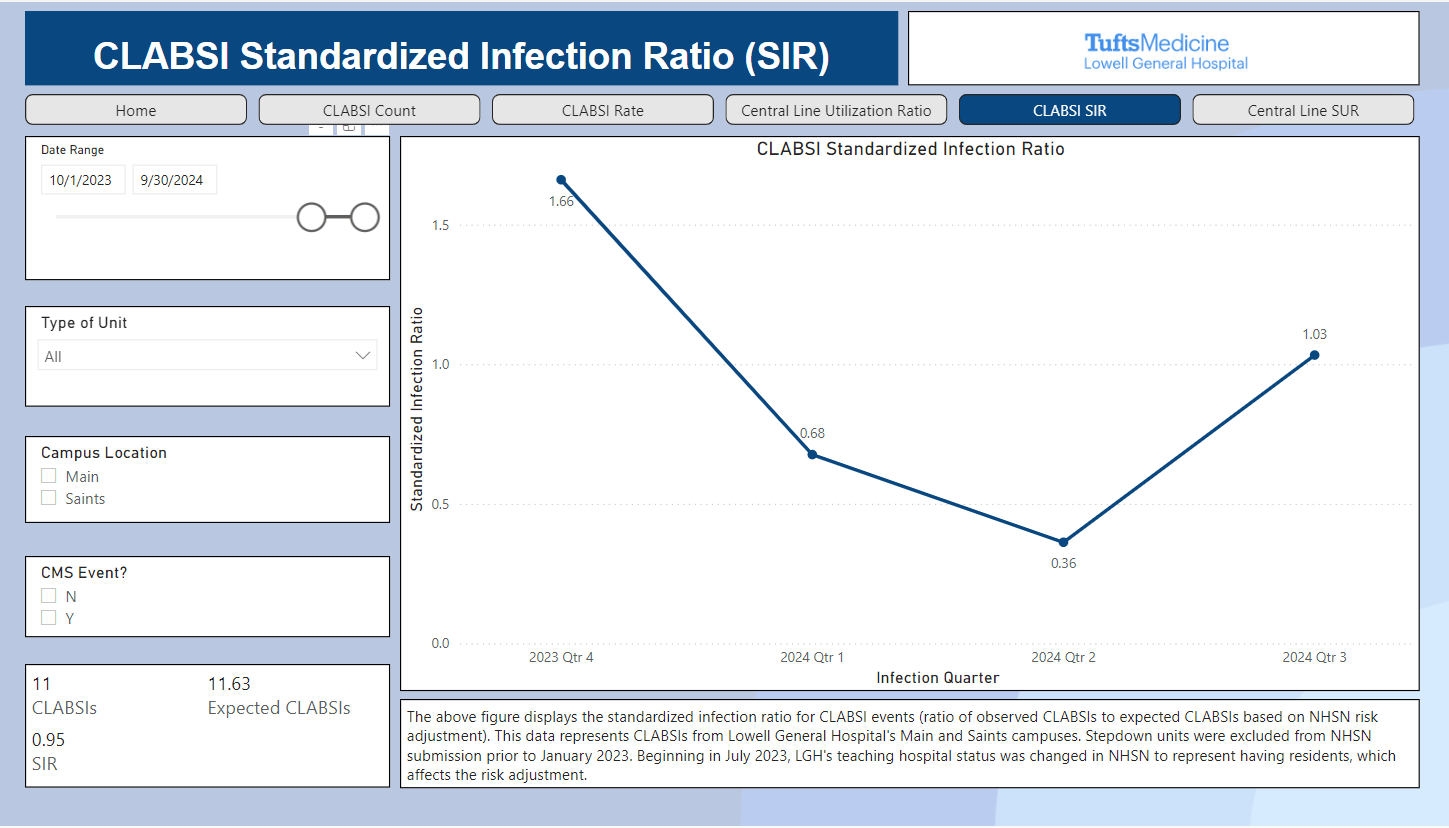 CLABSI Standardized Infection Ratio (SIR)
TuftsMedicine
Lowell General Hospital
Home
CLABSI Count
CLABSI Rate
Central Line Utilization Ratio
CLABSI SIR
Central Line SUR
Date Range
10/1/2023
9/30/2024
Type of Unit
All
Campus Location
Main
Saints
CMS Event?
N
Y
11
CLABSIs
11.63
Expected CLABSIs
0.95
SIR
CLABSI Standardized Infection Ratio
Standardized Infection Ratio
1.5
1.0
0.5
0.0
1.66
0.68
0.36
1.03
2023 Qtr 4
2024 Qtr 1
2024 Qtr 2
2024 Qtr 3
Infection Quarter
The above figure displays the standardized infection ratio for CLABSI events (ratio of observed CLABSIs to expected CLABSIs based on NHSN risk
adjustment). This data represents CLABSIs from Lowell General Hospital's Main and Saints campuses. Stepdown units were excluded from NHSN
submission prior to January 2023. Beginning in July 2023, LGH's teaching hospital status was changed in NHSN to represent having residents, which
affects the risk adjustment.